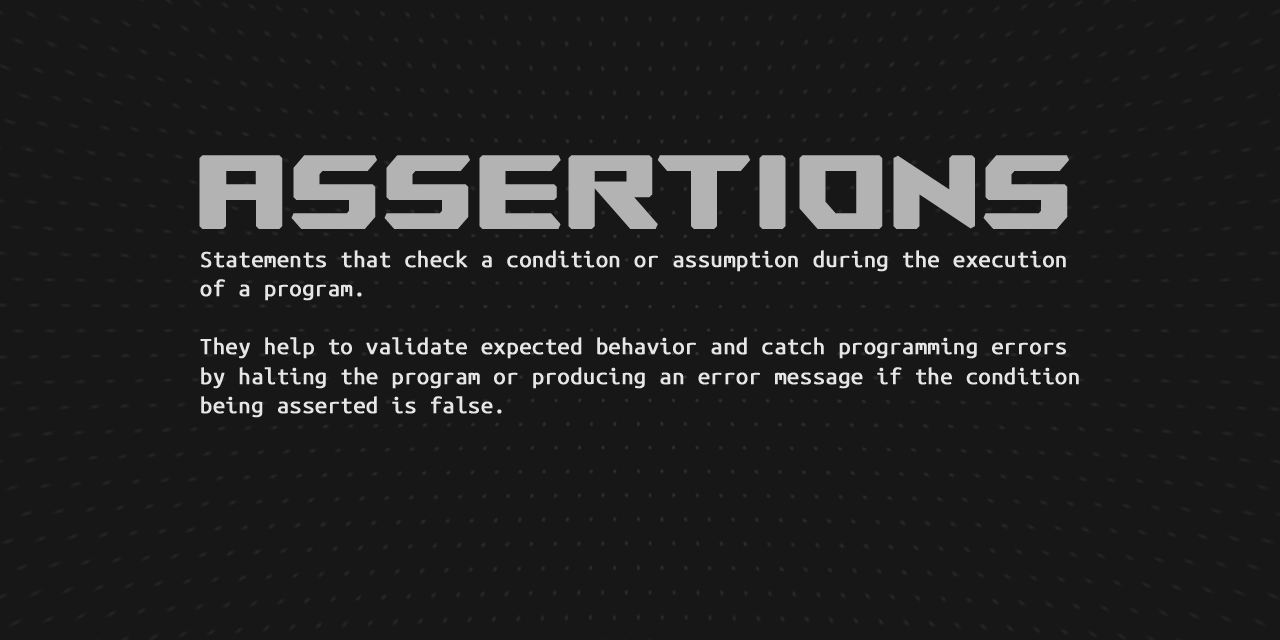 ASSERTIONS
Statements that check a condition or assumption during the execution
of a program.
They help to validate expected behavior and catch programming errors
by halting the program or producing an error message if the condition
being asserted is false.